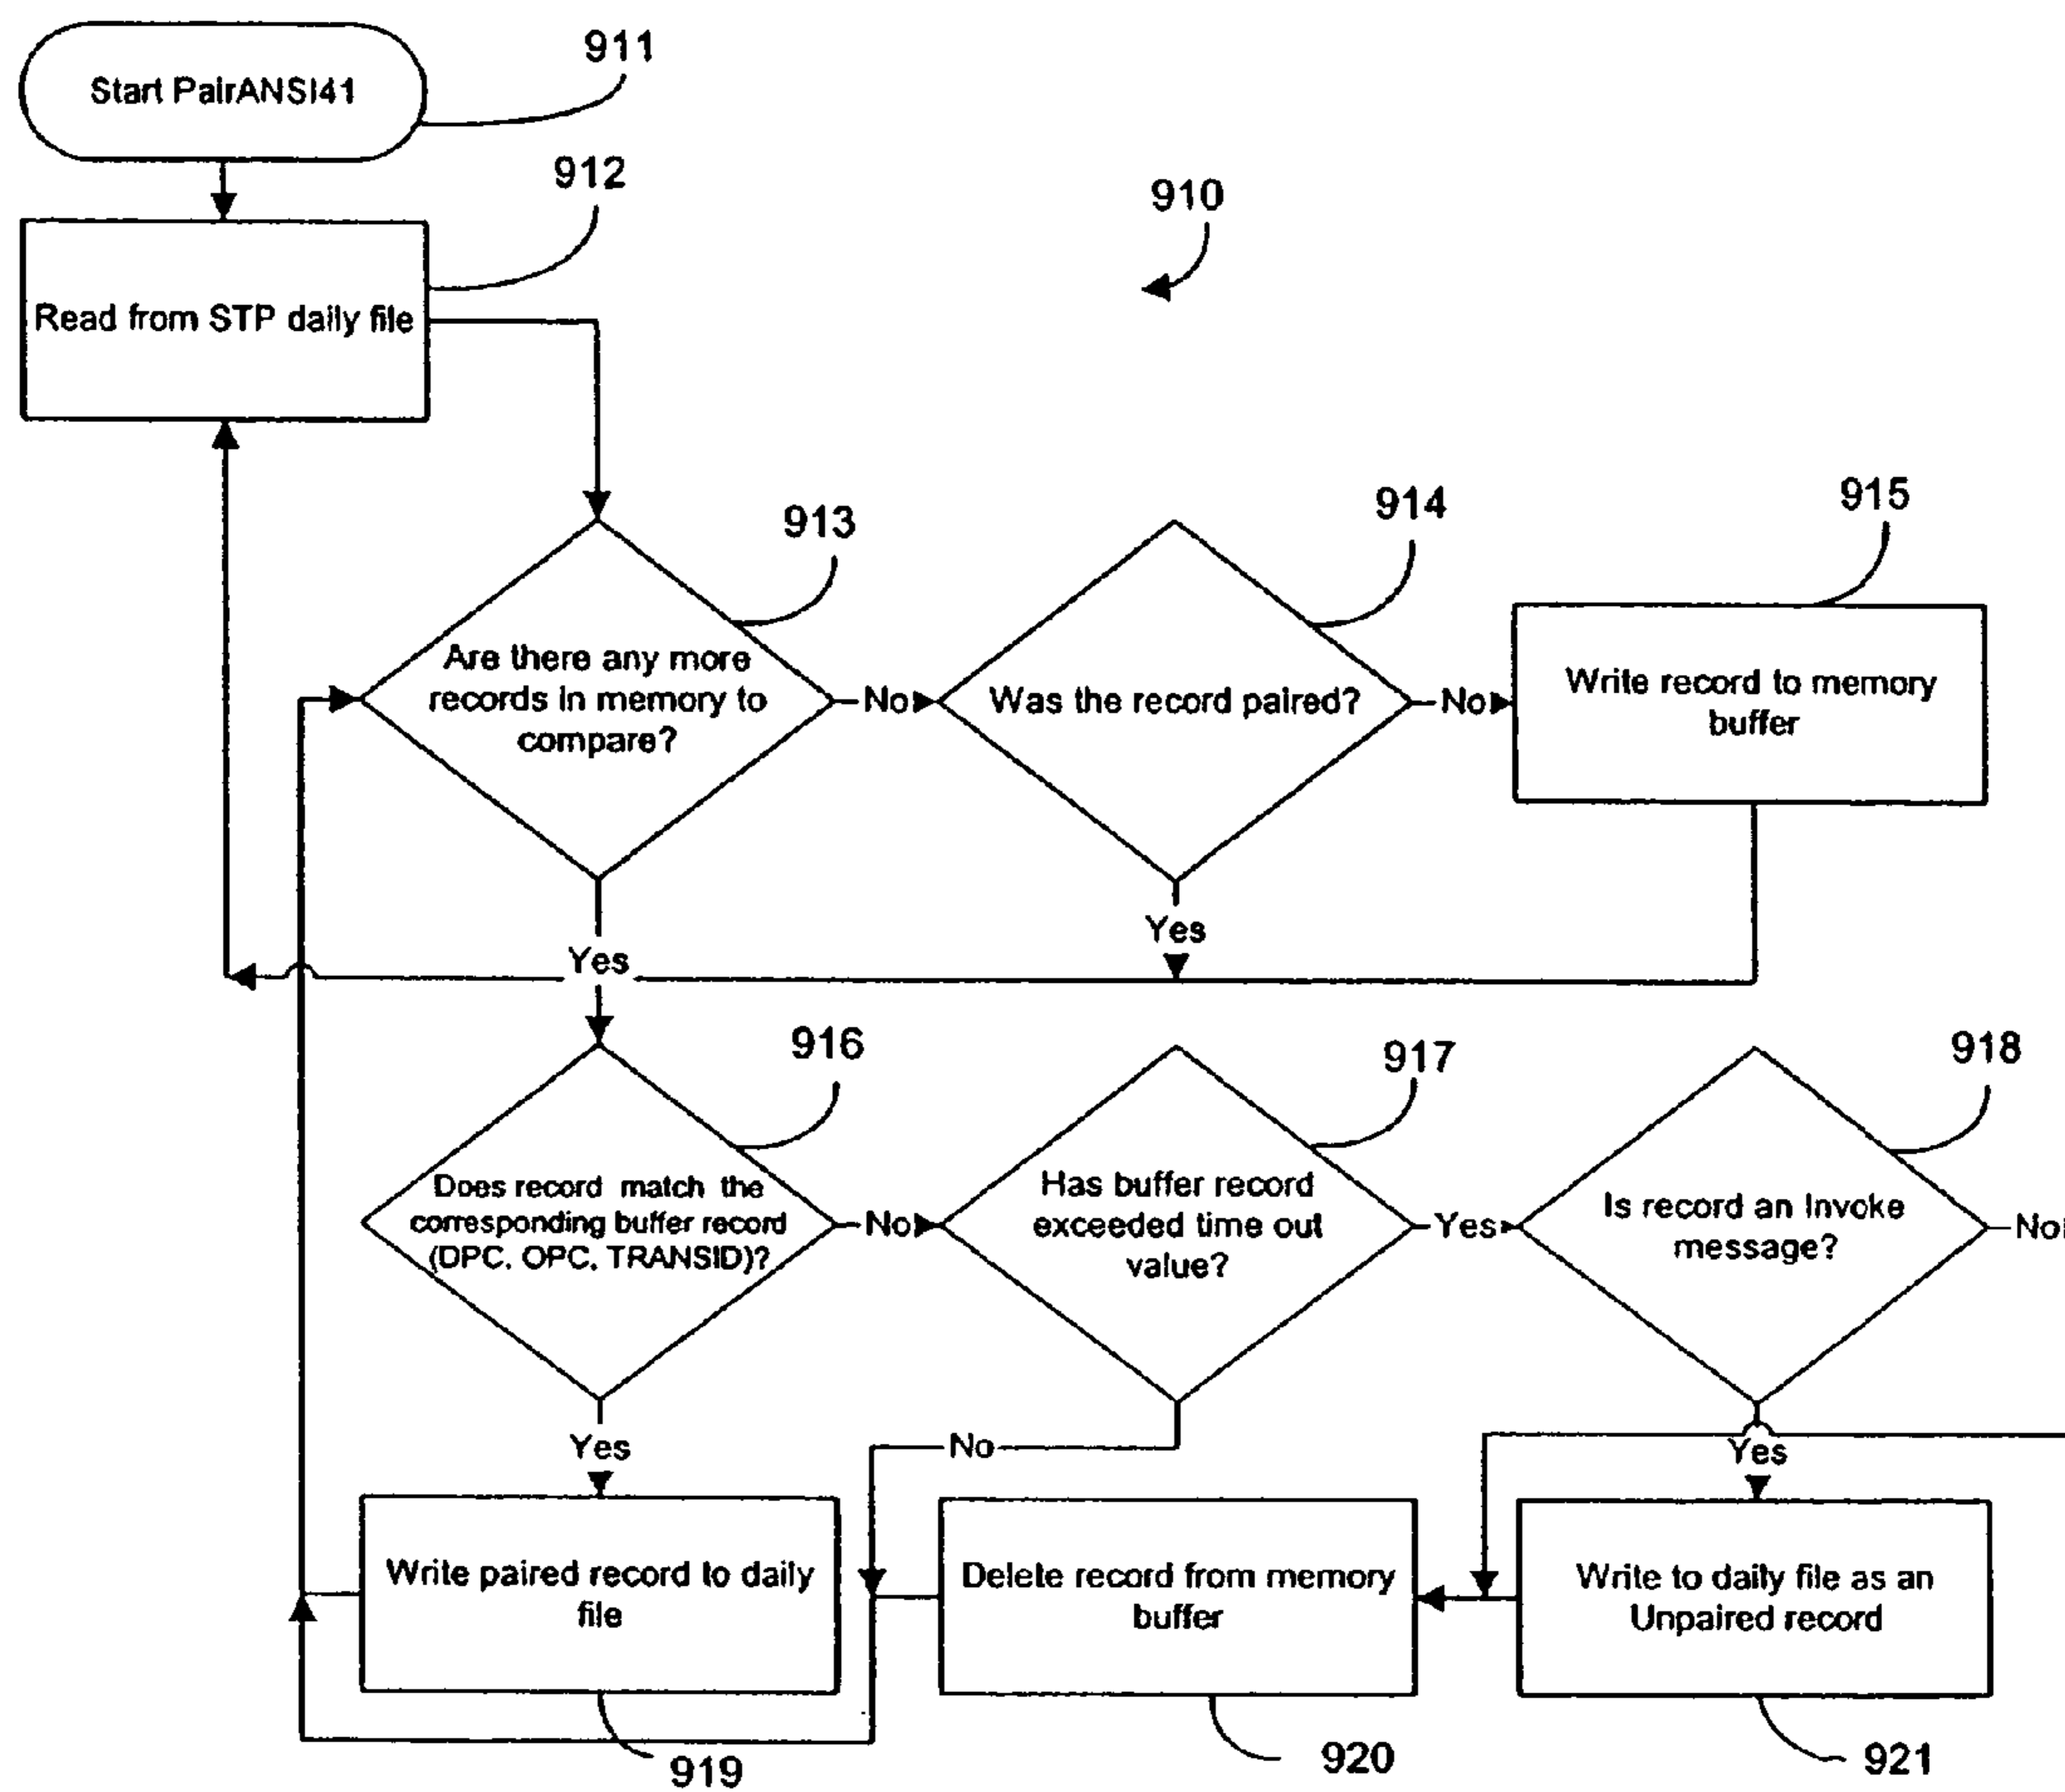 911
Start PairANSI41
912
910
Read from STP daily file
913
914
915
Are there any more
records in memory to
compare?
No
Was the record paired?
No
Write record to memory
buffer
Yes
Yes
916
917
918
Does record match the
corresponding buffer record
(DPC, OPC, TRANSID)?
No
Has buffer record
exceeded time out
value?
Yes
Is record an Invoke
message?
No
Yes
No
Yes
Write paired record to daily
file
Delete record from memory
buffer
Write to daily file as an
Unpaired record
919
920
921